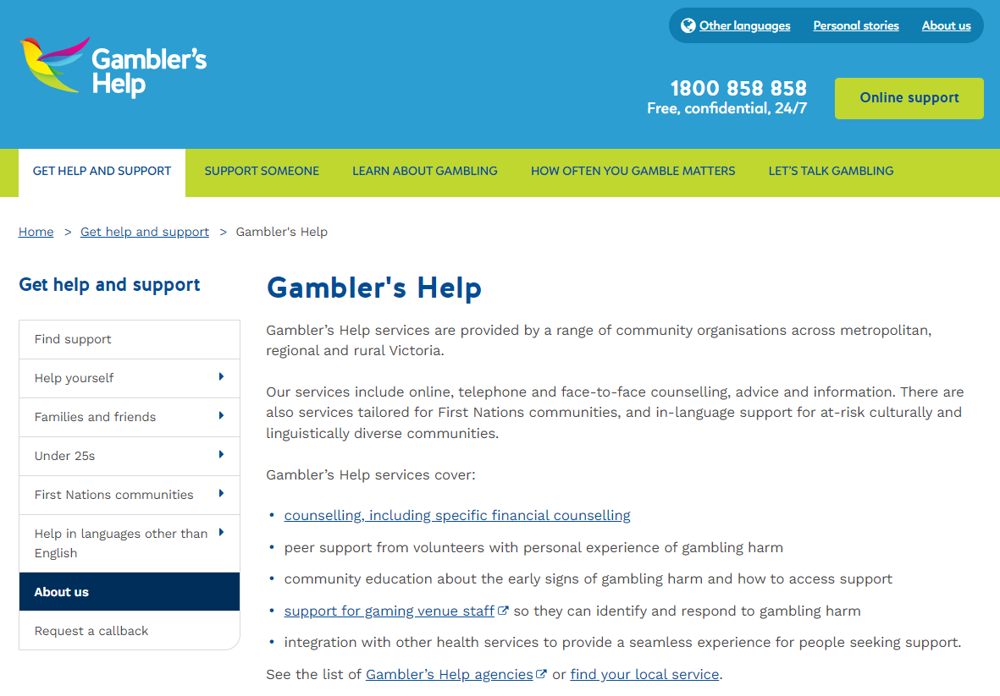 Other languages
Personal stories
About us
Gambler's
Help
1800 858 858
Free, confidential, 24/7
Online support
GET HELP AND SUPPORT
SUPPORT SOMEONE
LEARN ABOUT GAMBLING
HOW OFTEN YOU GAMBLE MATTERS
LET'S TALK GAMBLING
Home > Get help and support > Gambler's Help
Get help and support
Find support
Help yourself
Families and friends
Under 25s
First Nations communities
Help in languages other than
English
About us
Request a callback
Gambler's Help
Gambler’s Help services are provided by a range of community organisations across metropolitan,
regional and rural Victoria.
Our services include online, telephone and face-to-face counselling, advice and information. There are
also services tailored for First Nations communities, and in-language support for at-risk culturally and
linguistically diverse communities.
Gambler’s Help services cover:
• counselling, including specific financial counselling
• peer support from volunteers with personal experience of gambling harm
• community education about the early signs of gambling harm and how to access support
• support for gaming venue staff so they can identify and respond to gambling harm
• integration with other health services to provide a seamless experience for people seeking support.
See the list of Gambler’s Help agencies or find your local service.